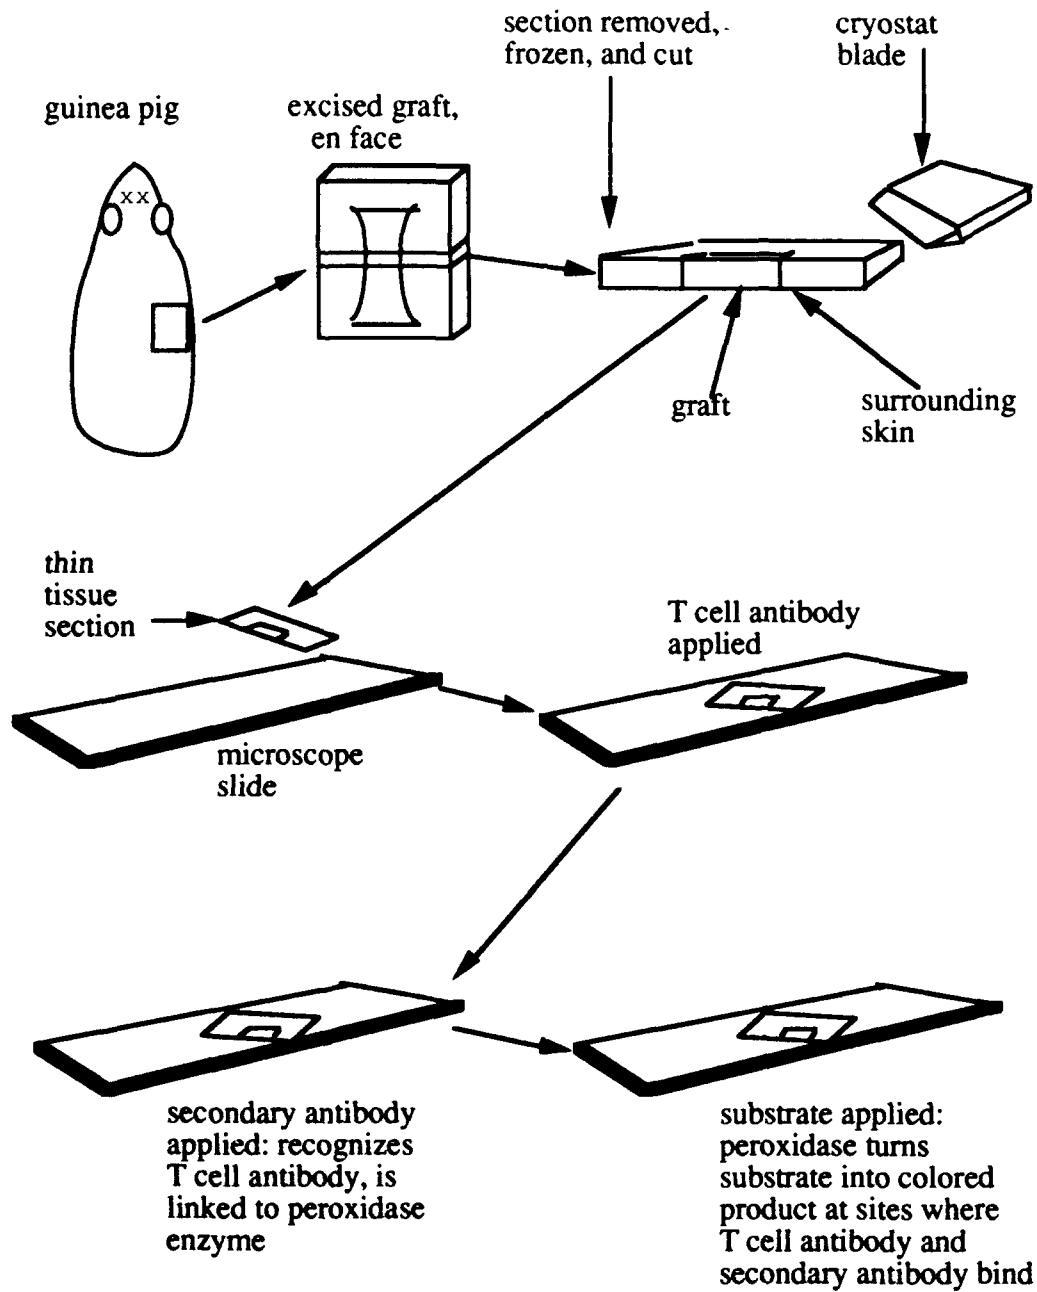 section removed,
frozen, and cut
cryostat
blade
guinea pig
excised graft,
en face
xx
graft
surrounding
skin
thin
tissue
section
T cell antibody
applied
microscope
slide
secondary antibody
applied: recognizes
T cell antibody, is
linked to peroxidase
enzyme
substrate applied:
peroxidase turns
substrate into colored
product at sites where
T cell antibody and
secondary antibody bind